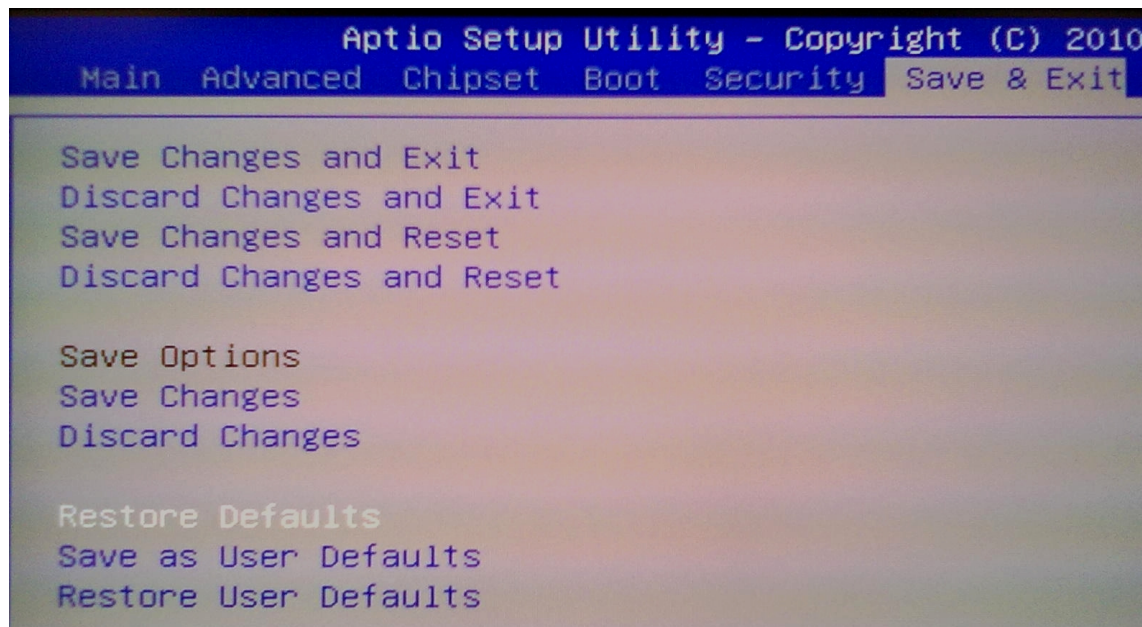 Aptio Setup Utility – Copyright (C) 2010
Main Advanced Chipset Boot Security Save & Exit
Save Changes and Exit
Discard Changes and Exit
Save Changes and Reset
Discard Changes and Reset
Save Options
Save Changes
Discard Changes
Restore Defaults
Save as User Defaults
Restore User Defaults